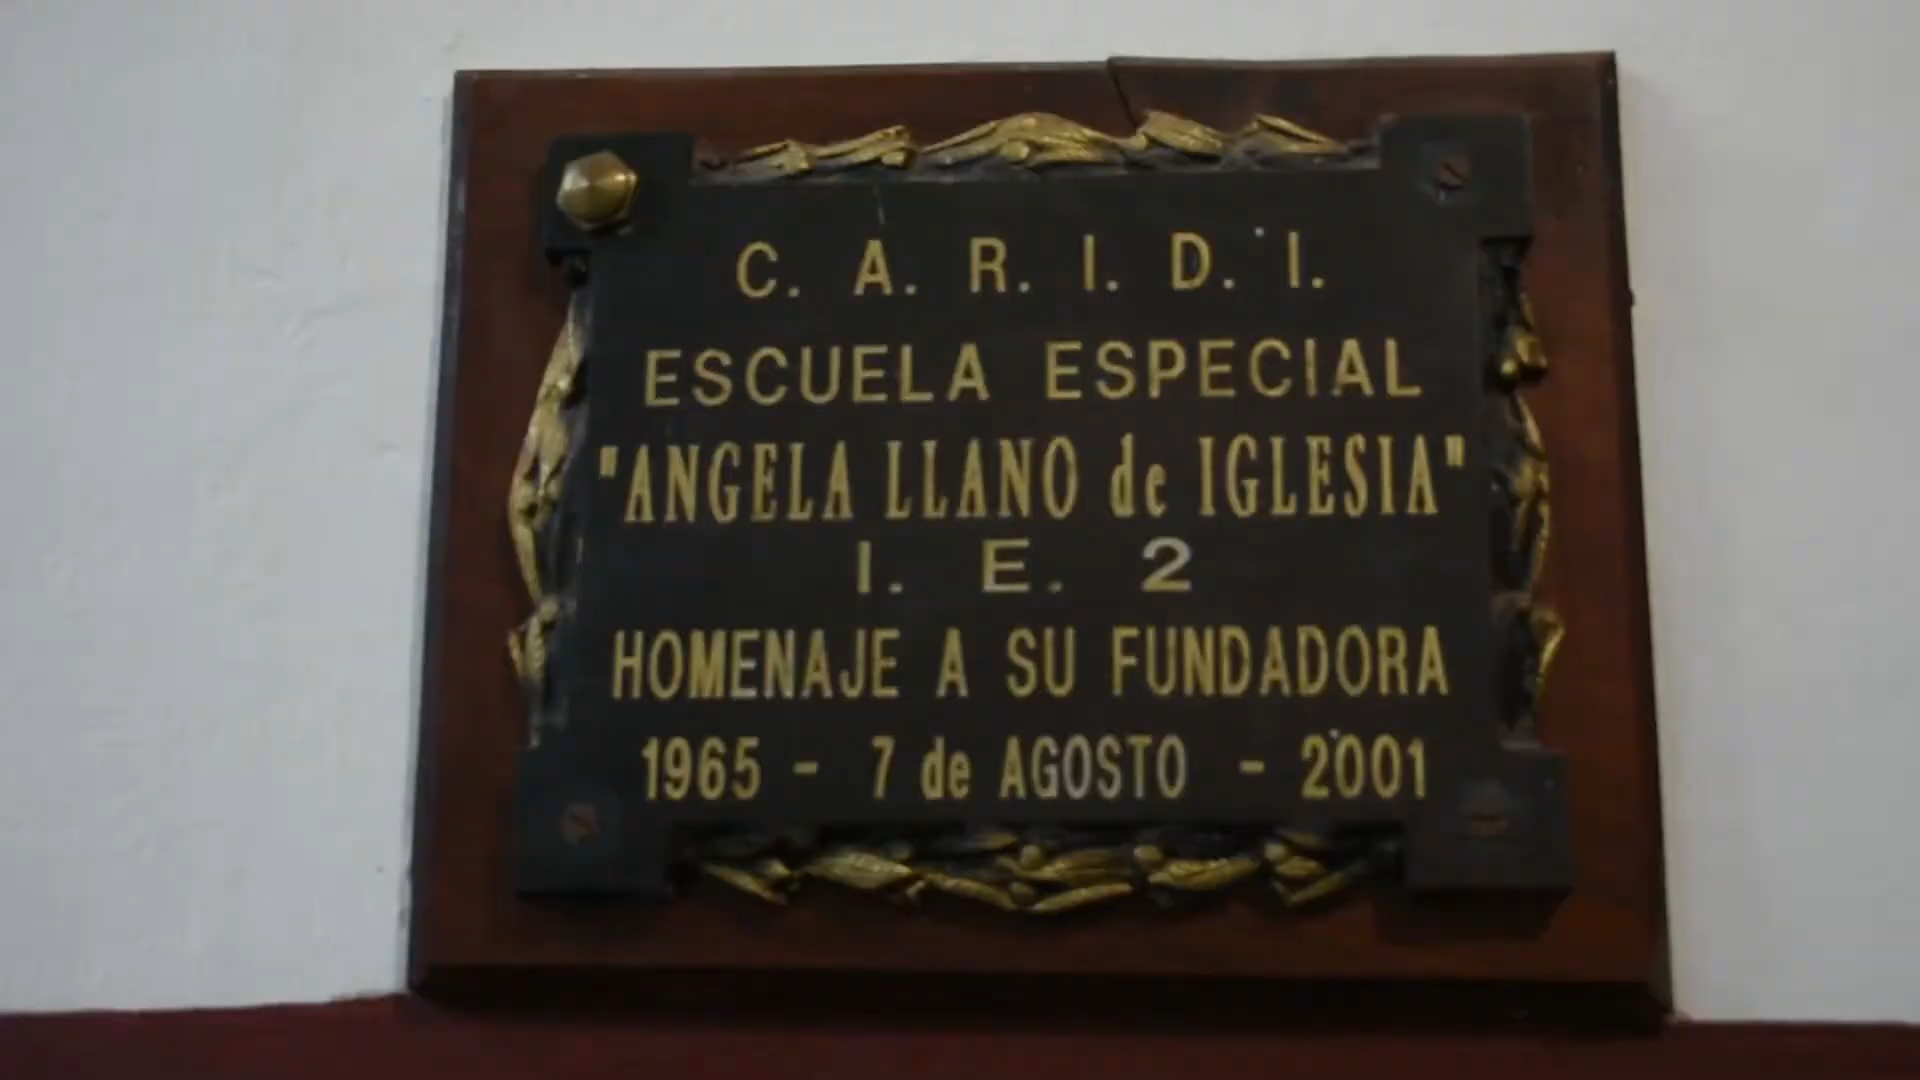 C. A. R. I. D. I.
ESCUELA ESPECIAL
"ANGELA LLANO de IGLESIA"
I. E. 2
HOMENAJE A SU FUNDADORA
1965 - 7 de AGOSTO - 2001